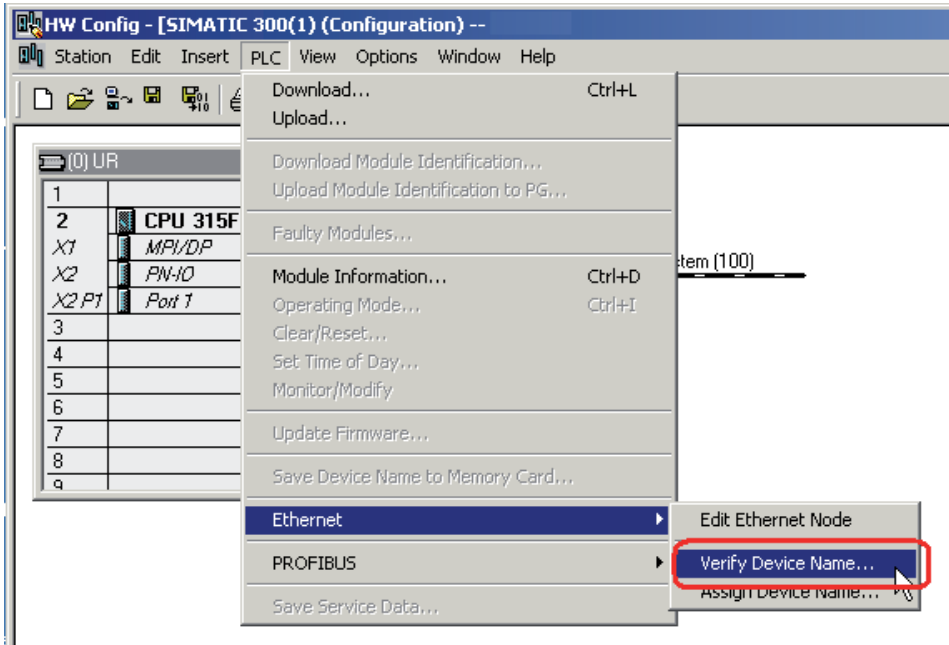 HW Config - [SIMATIC 300(1) (Configuration) --
Station Edit Insert PLC View Options Window Help
(0) UR
1
2 CPU 315F
X1 MPI/DP
X2 PN-IO
X2 P1 Port 1
3
4
5
6
7
8
9
Download... Ctrl+L
Upload...
Download Module Identification...
Upload Module Identification to PG...
Faulty Modules...
Module Information... Ctrl+D
Operating Mode... Ctrl+I
Clear/Reset...
Set Time of Day...
Monitor/Modify
Update Firmware...
Save Device Name to Memory Card...
Ethernet
PROFIBUS
Save Service Data...
stem (100)
Edit Ethernet Node
Verify Device Name...
Assign Device Name...